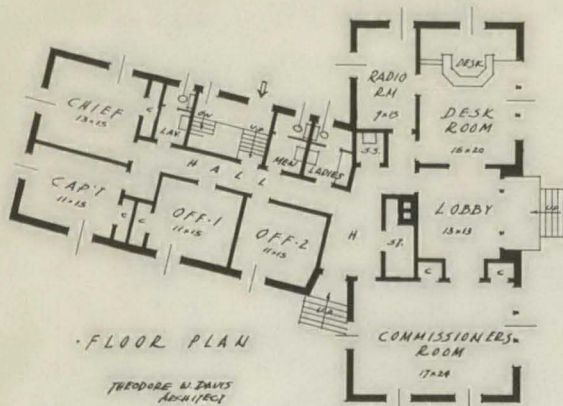 DESK
RADIO
RM
9x13
DESK
ROOM
16x20
CHIEF
13x15
C
LAV.
DN
UP
MEN
LADIES
S.S.
HALL
CAP'T
11x15
C
C
OFF-1
11x15
OFF-2
11x15
H
ST.
LOBBY
13x13
UP
C
C
UP
COMMISSIONERS
ROOM
17x24
·FLOOR PLAN
THEODORE W. DAVIS
ARCHITECT